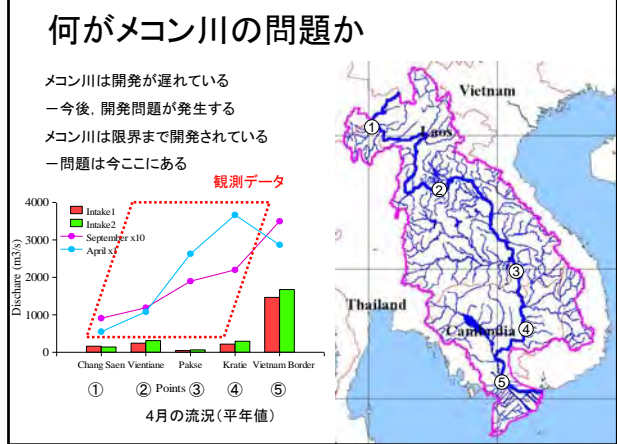 何がメコン川の問題か
メコン川は開発が遅れている
ー今後，開発問題が発生する
メコン川は限界まで開発されている
ー問題は今ここにある
観測データ
4000
3000
2000
1000
0
Dischare (m3/s)
Intake1
Intake2
September x10
April x1
Chang Saen Vientiane Pakse Kratie Vietnam Border
① ② Points ③ ④ ⑤
4月の流況（平年値）
Vietnam
①
Laos
②
③
Thailand
Cambodia
④
⑤